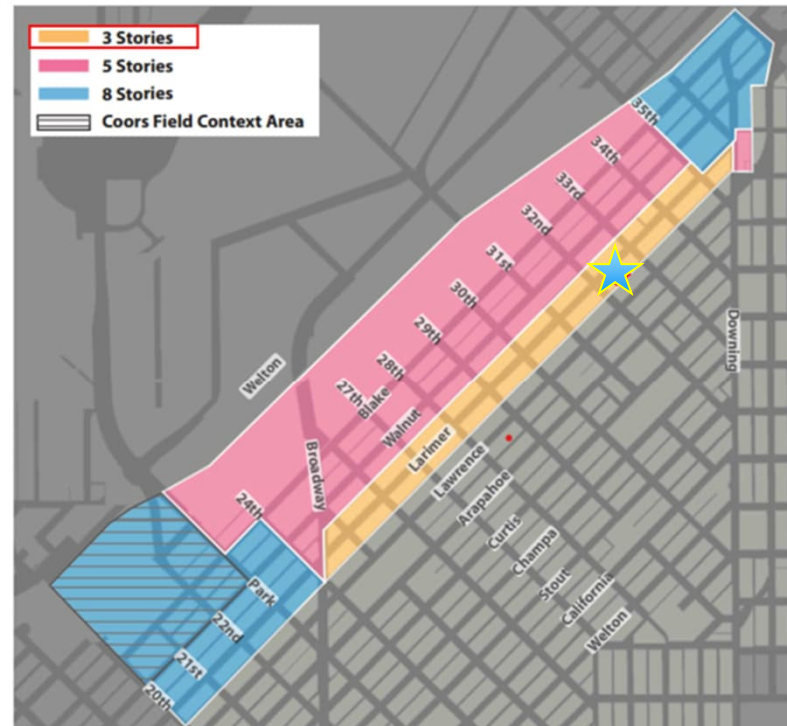 3 Stories
5 Stories
8 Stories
Coors Field Context Area
35th
34th
33rd
32nd
31st
30th
29th
28th
27th
Blake
Walnut
Welton
Larimer
Broadway
Lawrence
Arapahoe
Curtis
Champa
Stout
California
Welton
Downing
24th
Park
22nd
21st
20th